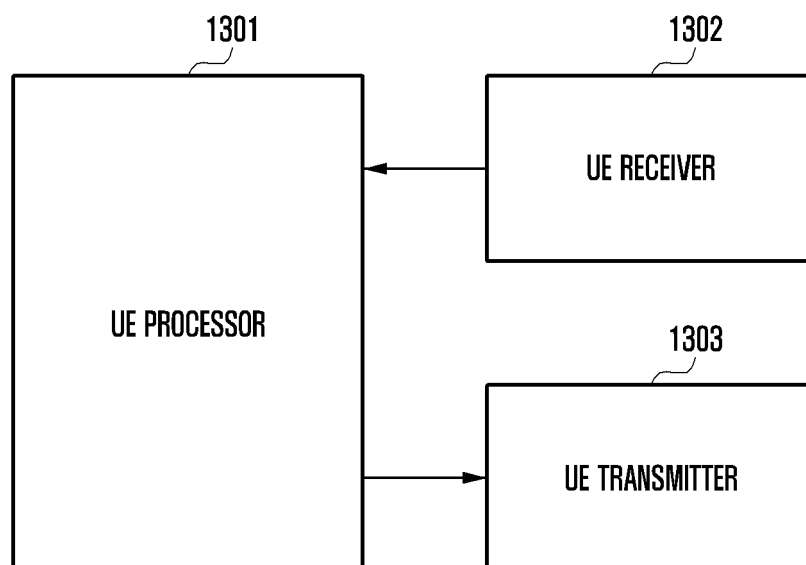 1301
1302
UE RECEIVER
UE PROCESSOR
1303
UE TRANSMITTER